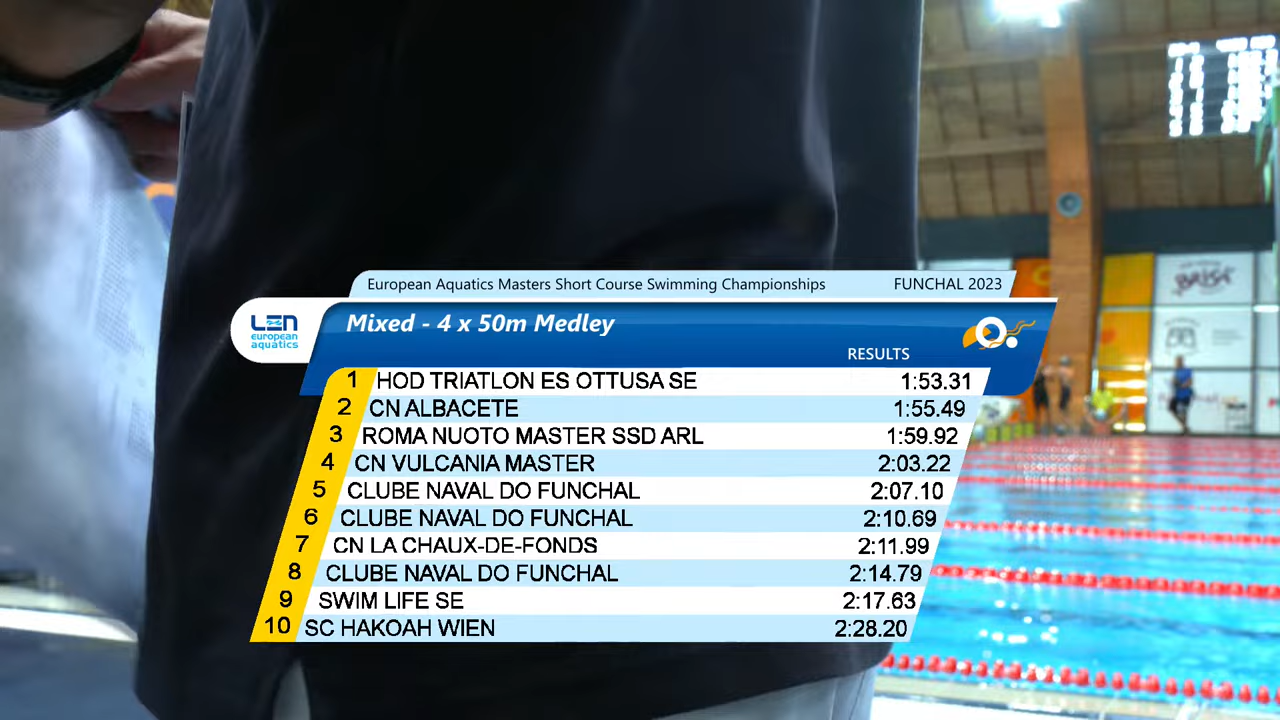 European Aquatics Masters Short Course Swimming Championships FUNCHAL 2023
LEN
european
aquatics
Mixed - 4 x 50m Medley
RESULTS
1 HOD TRIATLON ES OTTUSA SE 1:53.31
2 CN ALBACETE 1:55.49
3 ROMA NUOTO MASTER SSD ARL 1:59.92
4 CN VULCANIA MASTER 2:03.22
5 CLUBE NAVAL DO FUNCHAL 2:07.10
6 CLUBE NAVAL DO FUNCHAL 2:10.69
7 CN LA CHAUX-DE-FONDS 2:11.99
8 CLUBE NAVAL DO FUNCHAL 2:14.79
9 SWIM LIFE SE 2:17.63
10 SC HAKOAH WIEN 2:28.20
BRISA